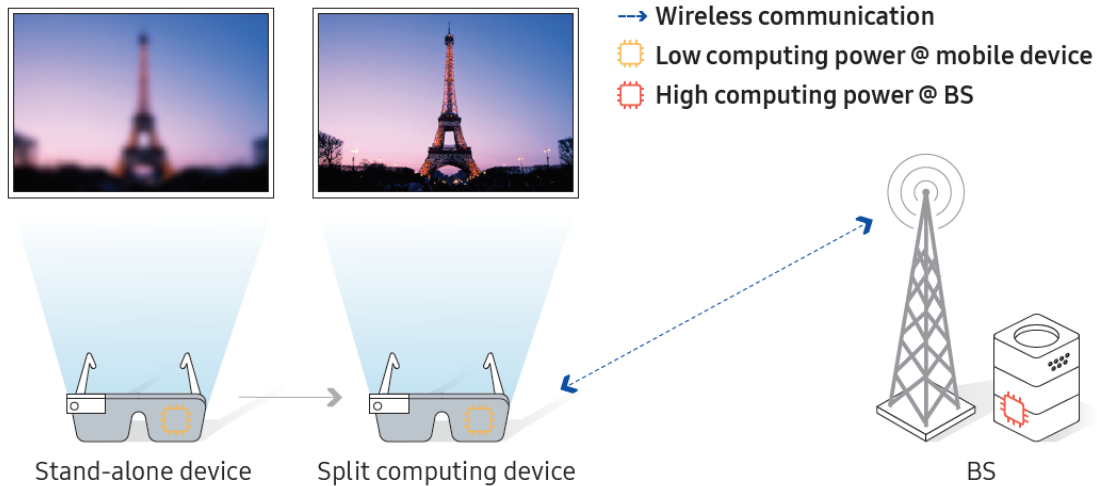 Wireless communication
Low computing power @ mobile device
High computing power @ BS
Stand-alone device
Split computing device
BS